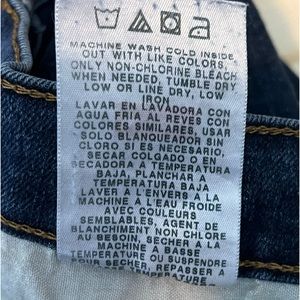 MACHINE WASH COLD INSIDE
OUT WITH LIKE COLORS,
ONLY NON-CHLORINE BLEACH
WHEN NEEDED, TUMBLE DRY
LOW OR LINE DRY, LOW
IRON
LAVAR EN LAVADORA CON
AGUA FRIA AL REVES CON
COLORES SIMILARES, USAR
SOLO BLANQUEADOR SIN
CLORO SI ES NECESARIO,
SECAR COLGADO O EN
SECADORA A TEMPERATURA
BAJA, PLANCHAR A
TEMPERATURA BAJA
LAVER À L'ENVERS A LA
MACHINE À L'EAU FROIDE
AVEC COULEURS
SEMBLABLES, AGENT DE
BLANCHIMENT NON CHLORE
AU BESOIN, SECHER A LA
MACHINE A BASSE
TEMPERATURE OU SUSPENDRE
POUR SECHER, REPASSER A